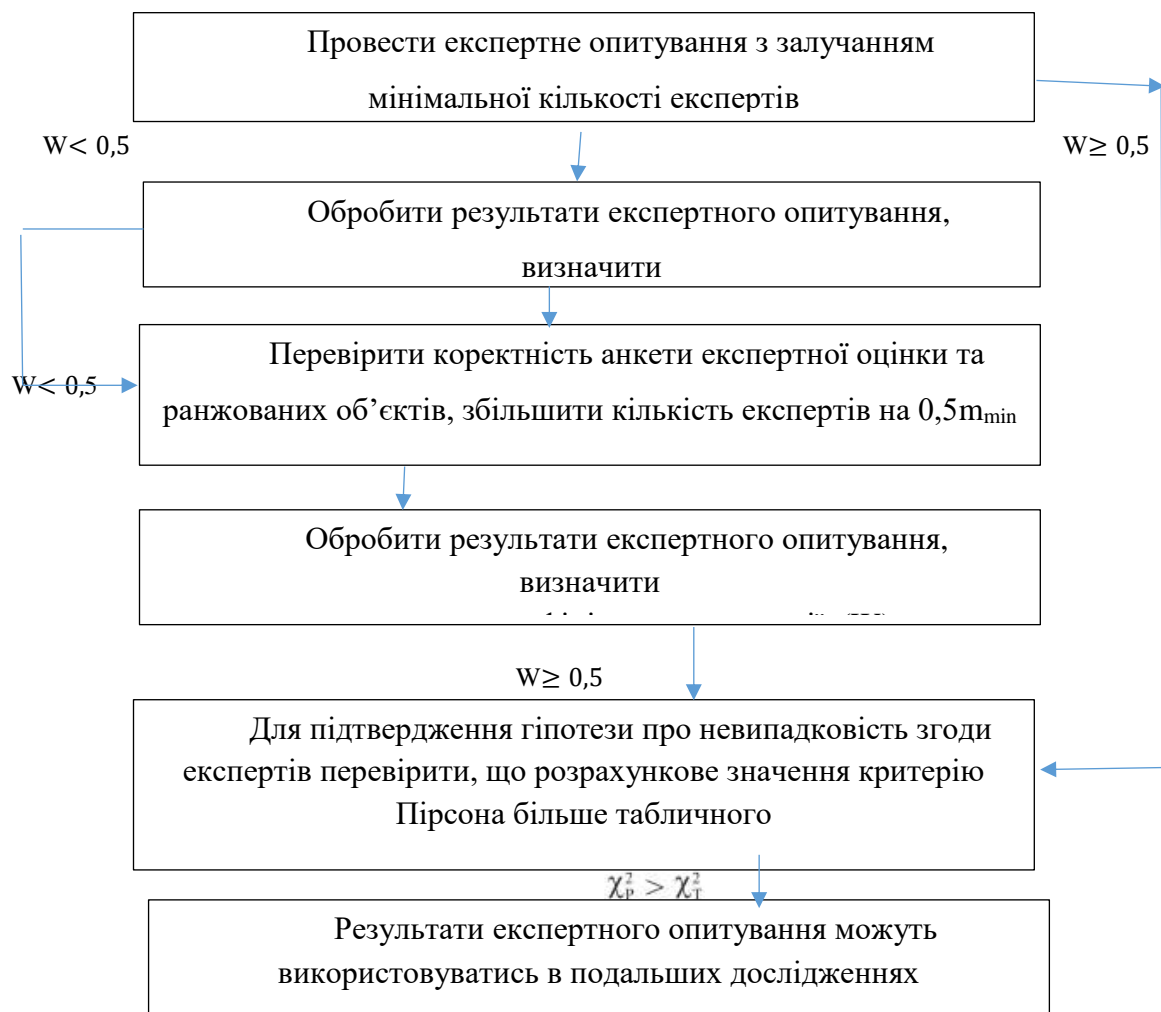 Провести експертне опитування з залучанням
мінімальної кількості експертів
W< 0,5
W≥ 0,5
Обробити результати експертного опитування,
визначити
Перевірити коректність анкети експертної оцінки та
ранжованих об’єктів, збільшити кількість експертів на 0,5mmin
W< 0,5
Обробити результати експертного опитування,
визначити
W≥ 0,5
Для підтвердження гіпотези про невипадковість згоди
експертів перевірити, що розрахункове значення критерію
Пірсона більше табличного
χ²р > χ²т
Результати експертного опитування можуть
використовуватись в подальших дослідженнях